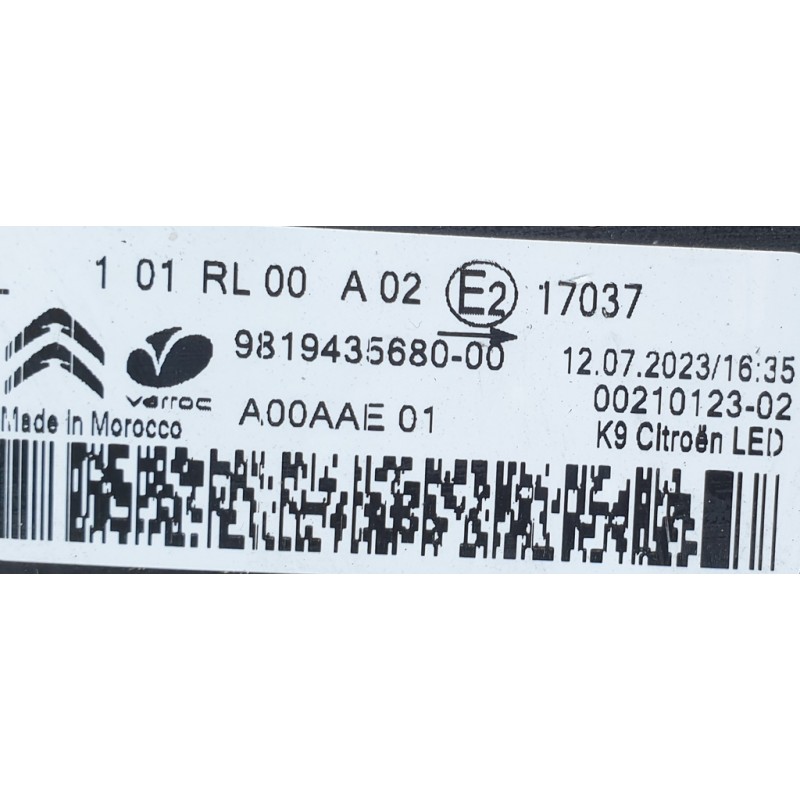 1 01 RL 00 A 02 E2 17037
9819435680-00 12.07.2023/16:35
varroc 00210123-02
Made in Morocco A00AAE 01 K9 Citroën LED